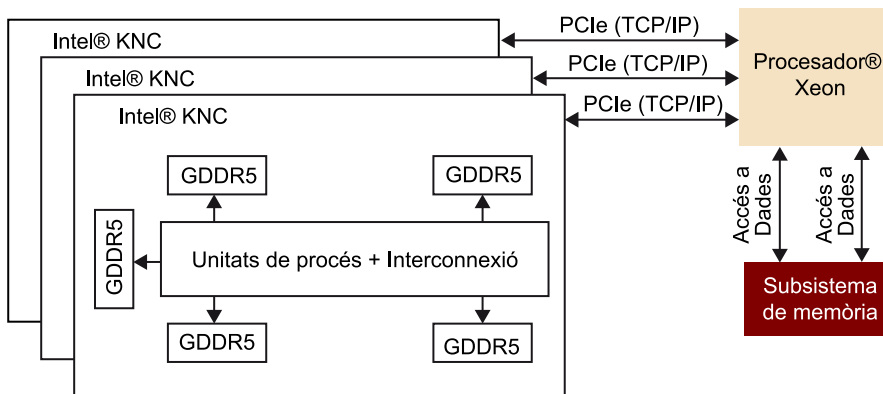 Intel® KNC
Intel® KNC
Intel® KNC
PCIe (TCP/IP)
PCIe (TCP/IP)
PCIe (TCP/IP)
Procesador®
Xeon
GDDR5
GDDR5
GDDR5
Unitats de procés + Interconnexió
GDDR5
GDDR5
Accés a
Dades
Accés a
Dades
Subsistema
de memòria